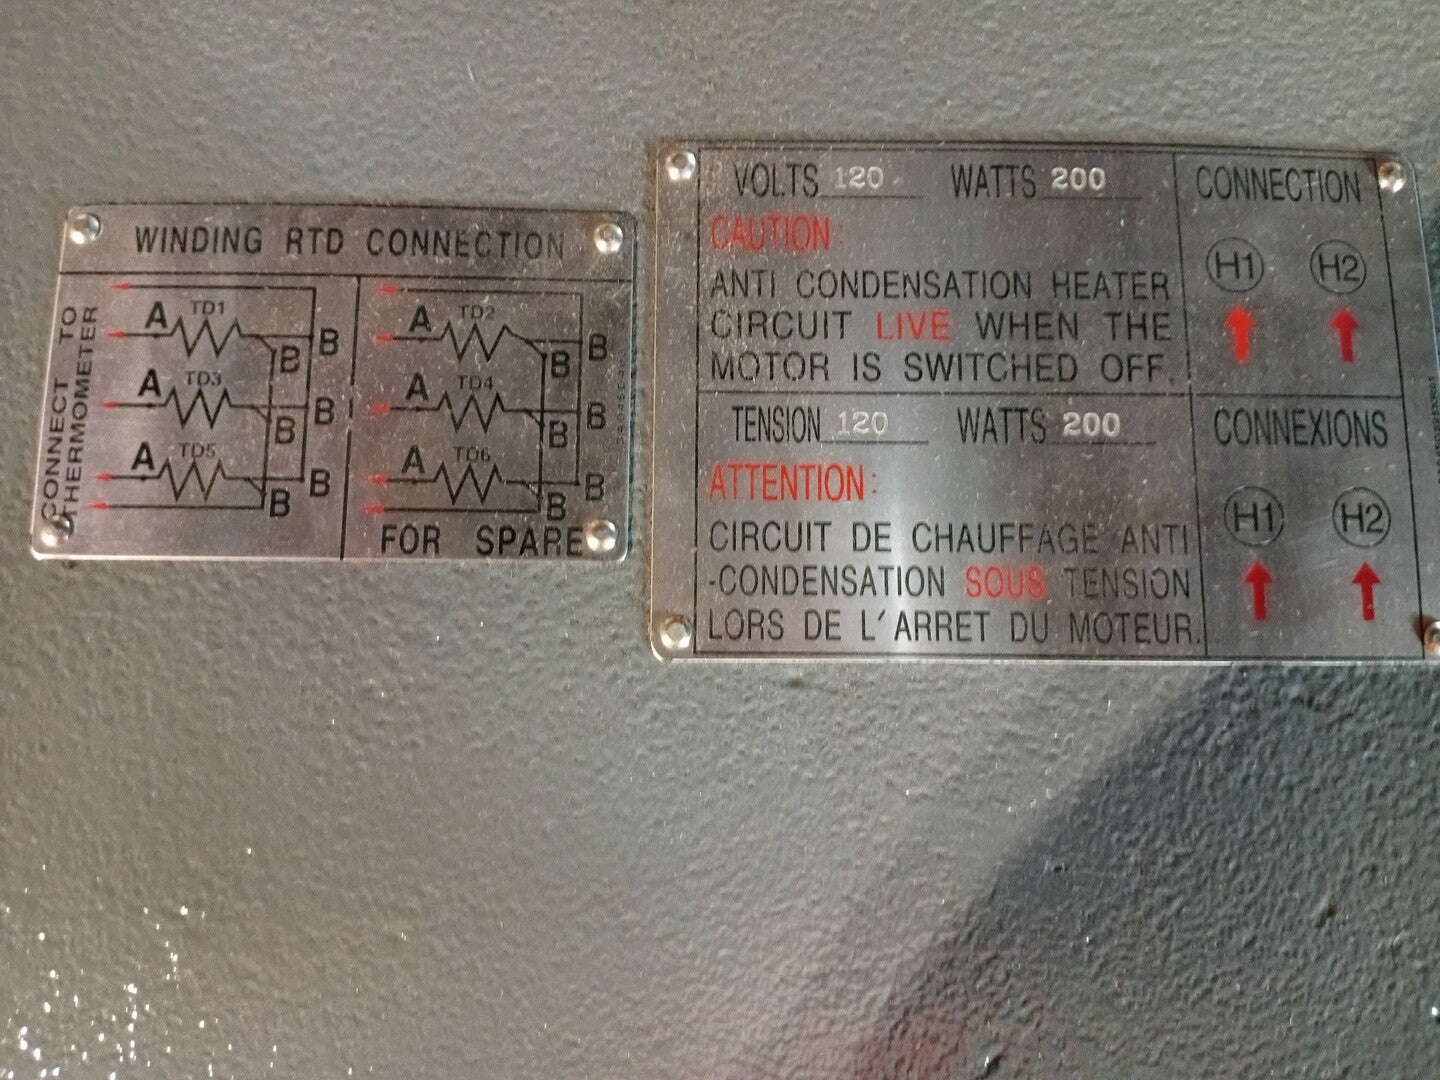 WINDING RTD CONNECTION
CONNECT TO
THERMOMETER
A TD1 B B
A TD3 B B
A TD5 B B
A TD2 B B
A TD4 B B
A TD6 B B
FOR SPARE
VOLTS 120 WATTS 200
CAUTION:
ANTI CONDENSATION HEATER
CIRCUIT LIVE WHEN THE
MOTOR IS SWITCHED OFF.
CONNECTION
H1 H2
TENSION 120 WATTS 200
ATTENTION:
CIRCUIT DE CHAUFFAGE ANTI
-CONDENSATION SOUS TENSION
LORS DE L'ARRET DU MOTEUR.
CONNEXIONS
H1 H2